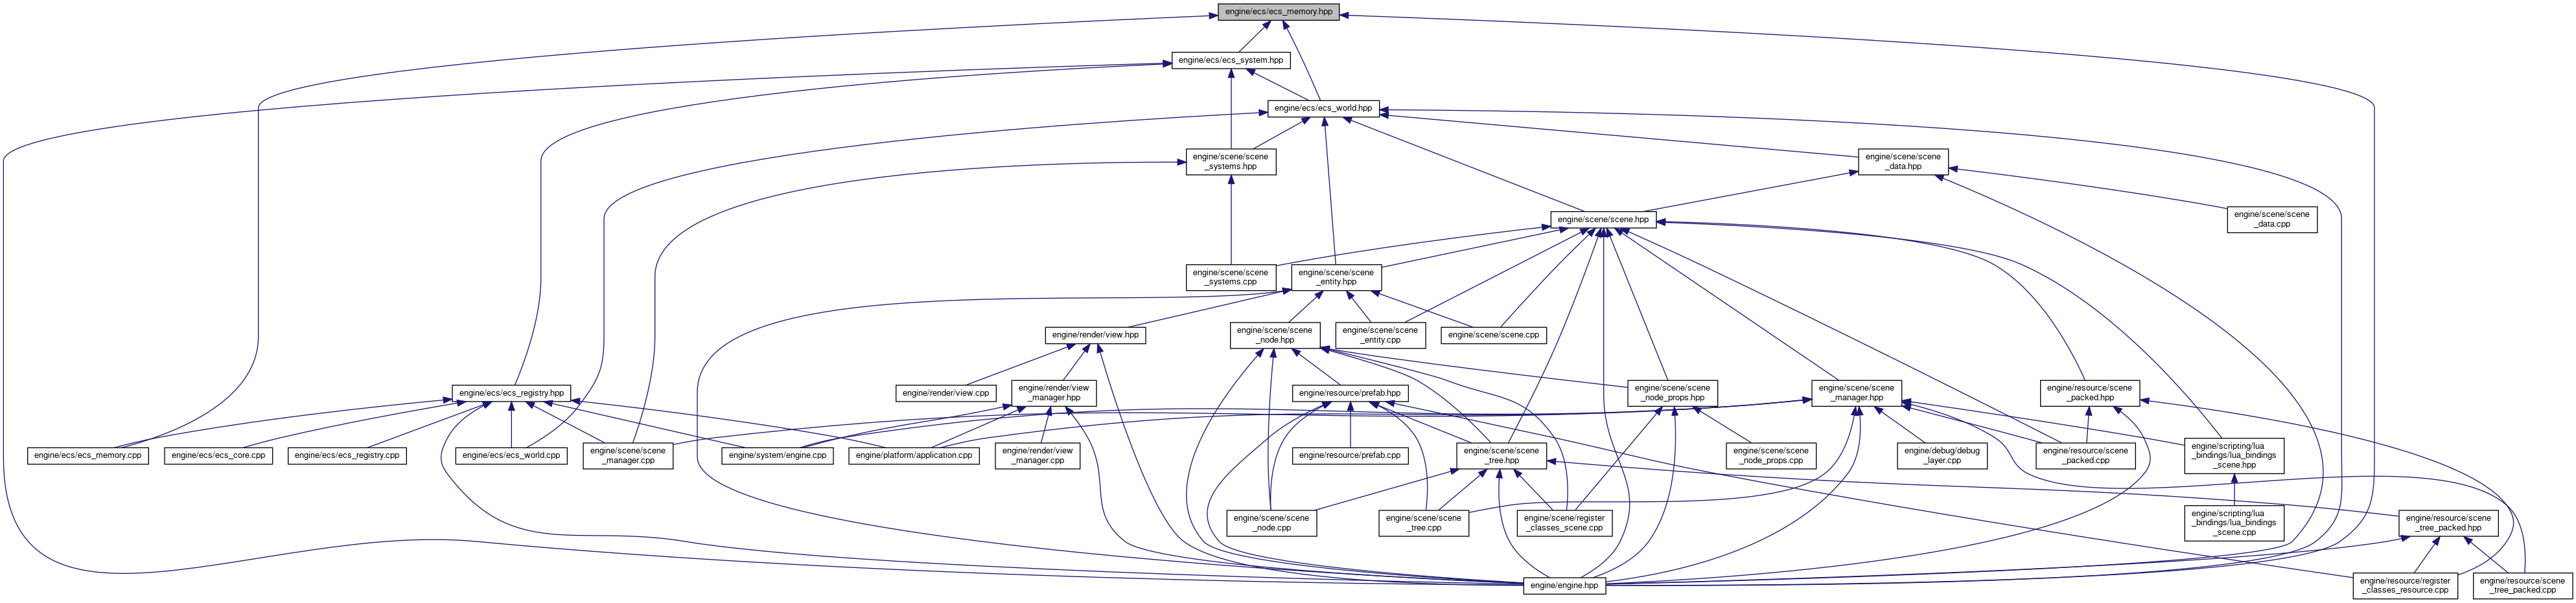 engine/ecs/ecs_memory.hpp
engine/ecs/ecs_system.hpp
engine/ecs/ecs_world.hpp
engine/scene/scene
_systems.hpp
engine/scene/scene
_data.hpp
engine/scene/scene.hpp
engine/scene/scene
_data.cpp
engine/scene/scene
_systems.cpp
engine/scene/scene
_entity.hpp
engine/render/view.hpp
engine/scene/scene
_node.hpp
engine/scene/scene
_entity.cpp
engine/scene/scene.cpp
engine/ecs/ecs_registry.hpp
engine/render/view.cpp
engine/render/view
_manager.hpp
engine/resource/prefab.hpp
engine/scene/scene
_node_props.hpp
engine/scene/scene
_manager.hpp
engine/resource/scene
_packed.hpp
engine/ecs/ecs_memory.cpp
engine/ecs/ecs_core.cpp
engine/ecs/ecs_registry.cpp
engine/ecs/ecs_world.cpp
engine/scene/scene
_manager.cpp
engine/system/engine.cpp
engine/platform/application.cpp
engine/render/view
_manager.cpp
engine/resource/prefab.cpp
engine/scene/scene
_tree.hpp
engine/scene/scene
_node_props.cpp
engine/debug/debug
_layer.cpp
engine/resource/scene
_packed.cpp
engine/scripting/lua
_bindings/lua_bindings
_scene.hpp
engine/scene/scene
_node.cpp
engine/scene/scene
_tree.cpp
engine/scene/register
_classes_scene.cpp
engine/scripting/lua
_bindings/lua_bindings
_scene.cpp
engine/resource/scene
_tree_packed.hpp
engine/engine.hpp
engine/resource/register
_classes_resource.cpp
engine/resource/scene
_tree_packed.cpp